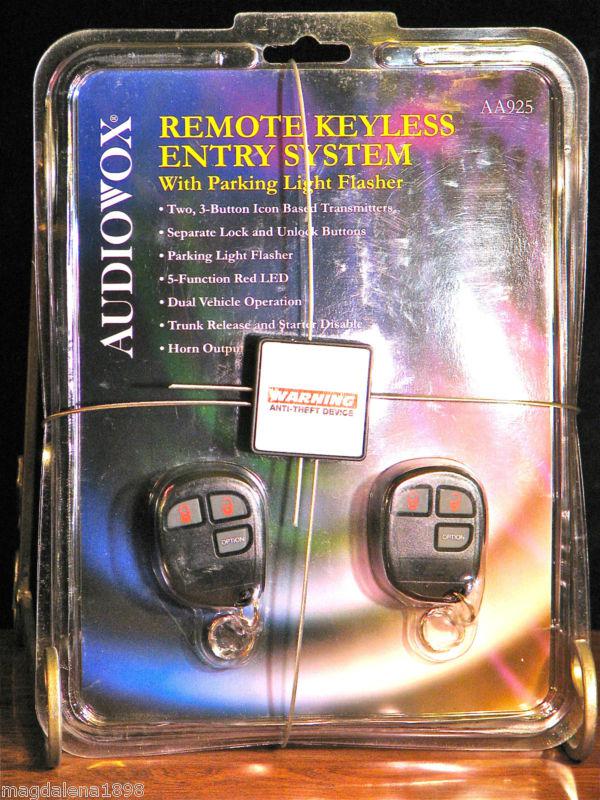 AA925
AUDIOVOX®
REMOTE KEYLESS
ENTRY SYSTEM
With Parking Light Flasher
• Two, 3-Button Icon Based Transmitters
• Separate Lock and Unlock Buttons
• Parking Light Flasher
• 5-Function Red LED
• Dual Vehicle Operation
• Trunk Release and Starter Disable
• Horn Output
WARNING
ANTI-THEFT DEVICE
OPTION
OPTION
magdalena1898